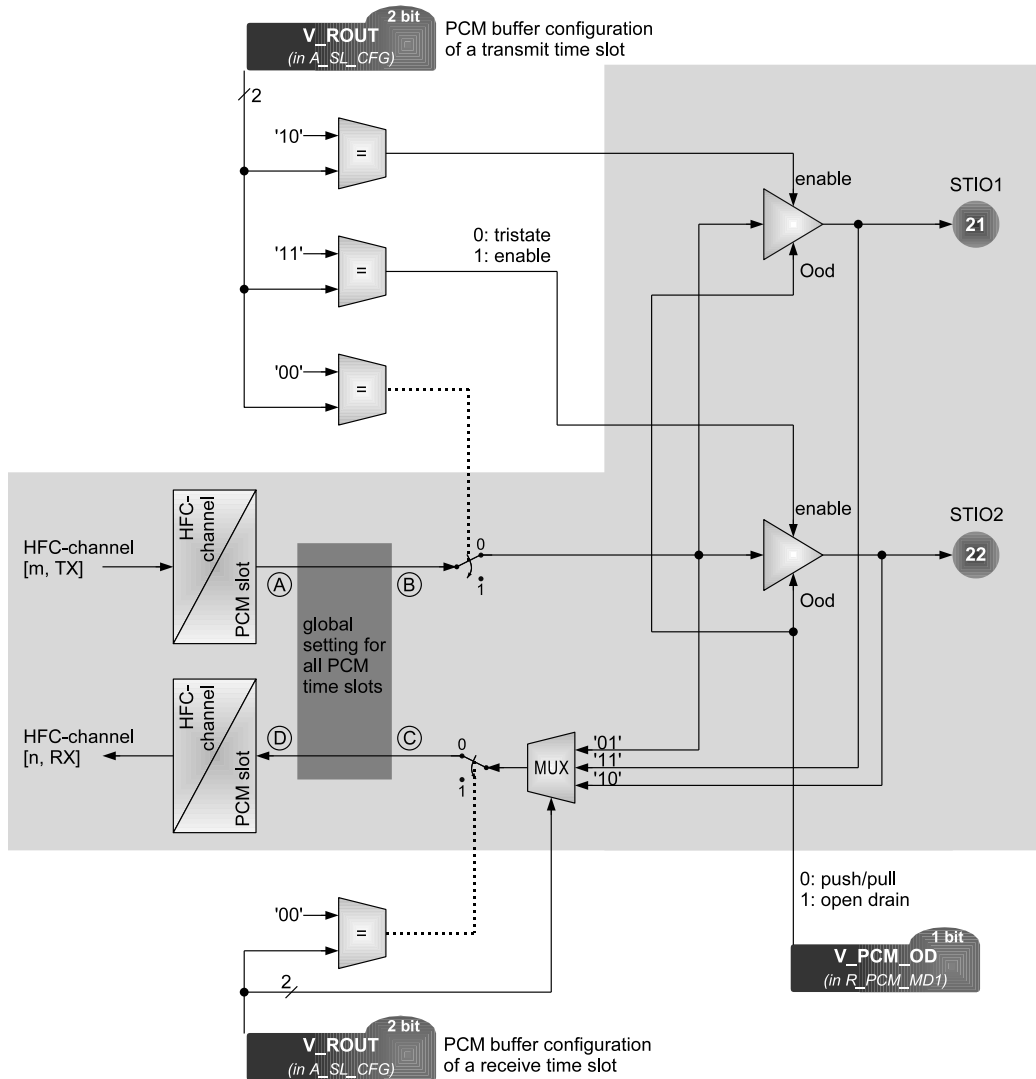 2 bit
V_ROUT
(in A_SL_CFG)
PCM buffer configuration
of a transmit time slot
2
'10'
=
enable
STIO1
21
'11'
=
0: tristate
1: enable
Ood
'00'
=
enable
STIO2
22
HFC-channel
[m, TX]
HFC-
channel
PCM slot
A
B
0
1
Ood
global
setting for
all PCM
time slots
HFC-channel
[n, RX]
HFC-
channel
PCM slot
D
C
0
1
MUX
'01'
'11'
'10'
0: push/pull
1: open drain
'00'
=
1 bit
V_PCM_OD
(in R_PCM_MD1)
2
2 bit
V_ROUT
(in A_SL_CFG)
PCM buffer configuration
of a receive time slot